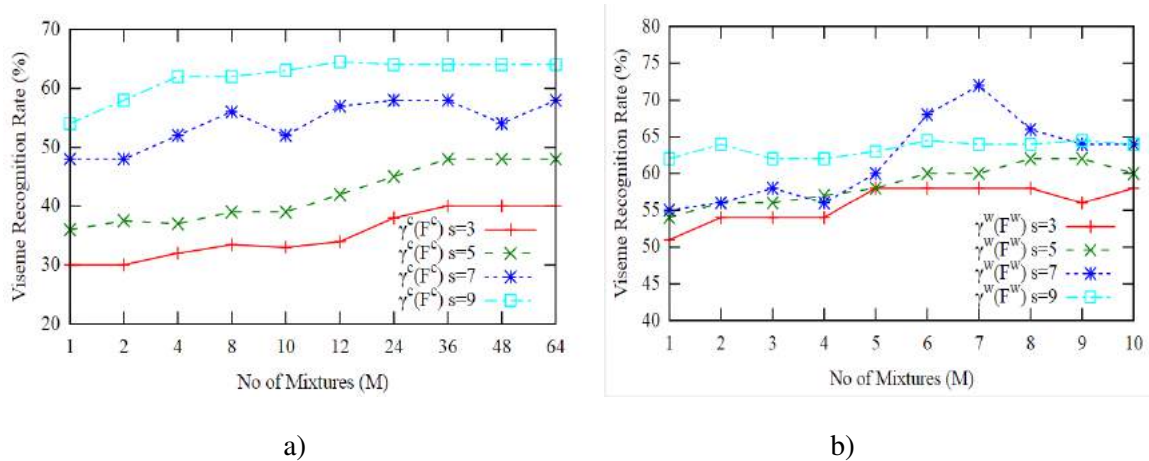 Viseme Recognition Rate (%)
70
60
50
40
30
20
γᶜ(Fᶜ) s=3
γᶜ(Fᶜ) s=5
γᶜ(Fᶜ) s=7
γᶜ(Fᶜ) s=9
1 2 4 8 10 12 24 36 48 64
No of Mixtures (M)
a)
Viseme Recognition Rate (%)
80
75
70
65
60
55
50
45
40
γʷ(Fʷ) s=3
γʷ(Fʷ) s=5
γʷ(Fʷ) s=7
γʷ(Fʷ) s=9
1 2 3 4 5 6 7 8 9 10
No of Mixtures (M)
b)